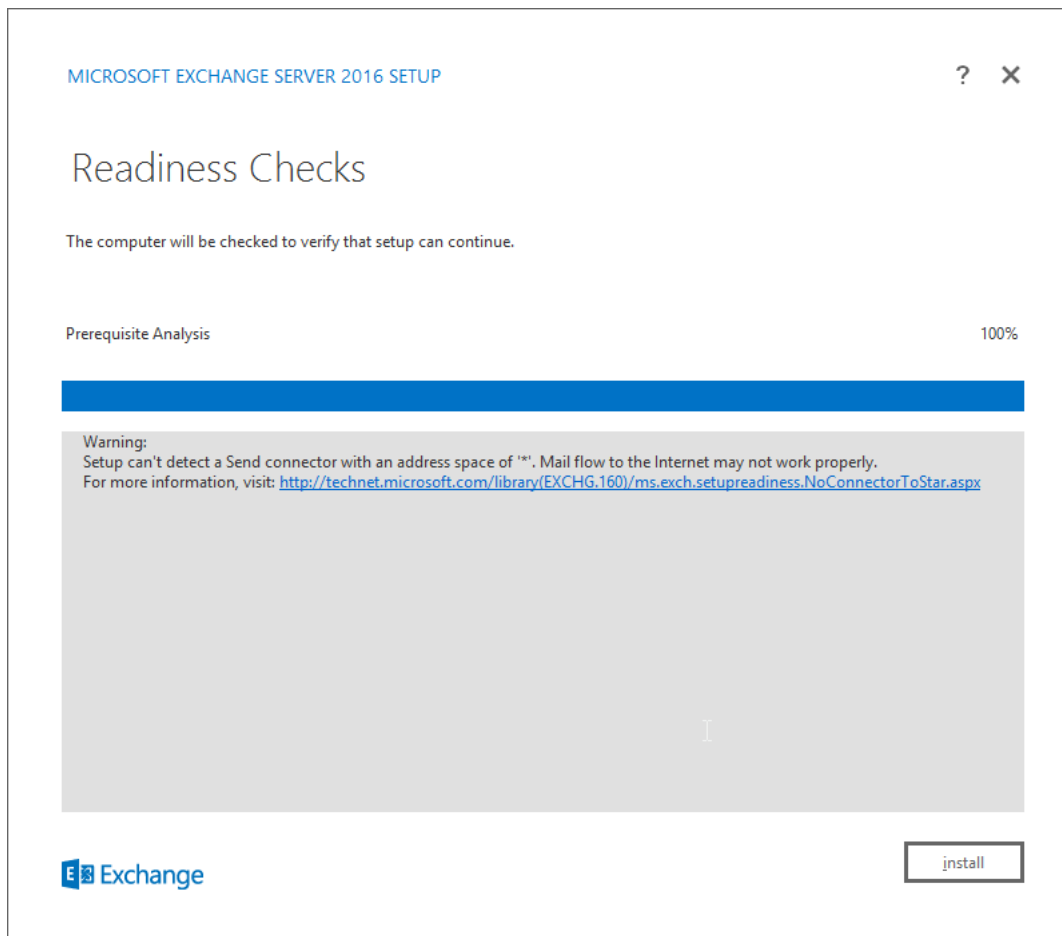 MICROSOFT EXCHANGE SERVER 2016 SETUP
? ✕
Readiness Checks
The computer will be checked to verify that setup can continue.
Prerequisite Analysis 100%
Warning:
Setup can't detect a Send connector with an address space of '*'. Mail flow to the Internet may not work properly.
For more information, visit: http://technet.microsoft.com/library(EXCHG.160)/ms.exch.setupreadiness.NoConnectorToStar.aspx
E Exchange
install